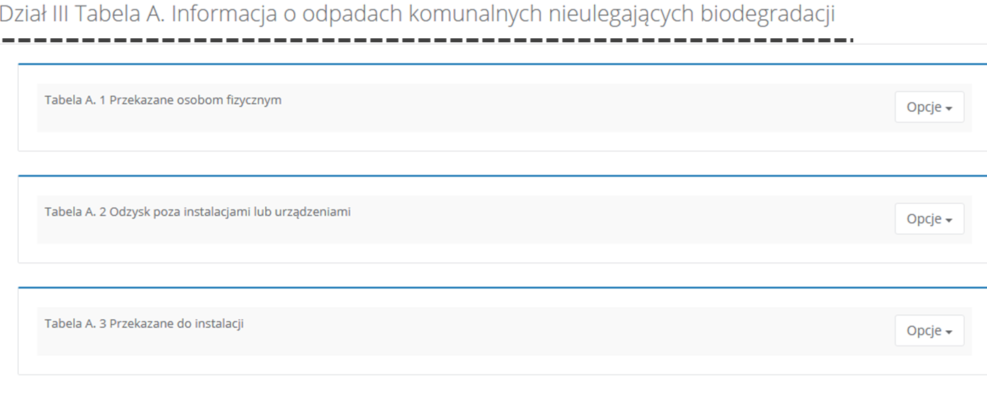 Dział III Tabela A. Informacja o odpadach komunalnych nieulegających biodegradacji
Tabela A. 1 Przekazane osobom fizycznym
Opcje
Tabela A. 2 Odzysk poza instalacjami lub urządzeniami
Opcje
Tabela A. 3 Przekazane do instalacji
Opcje